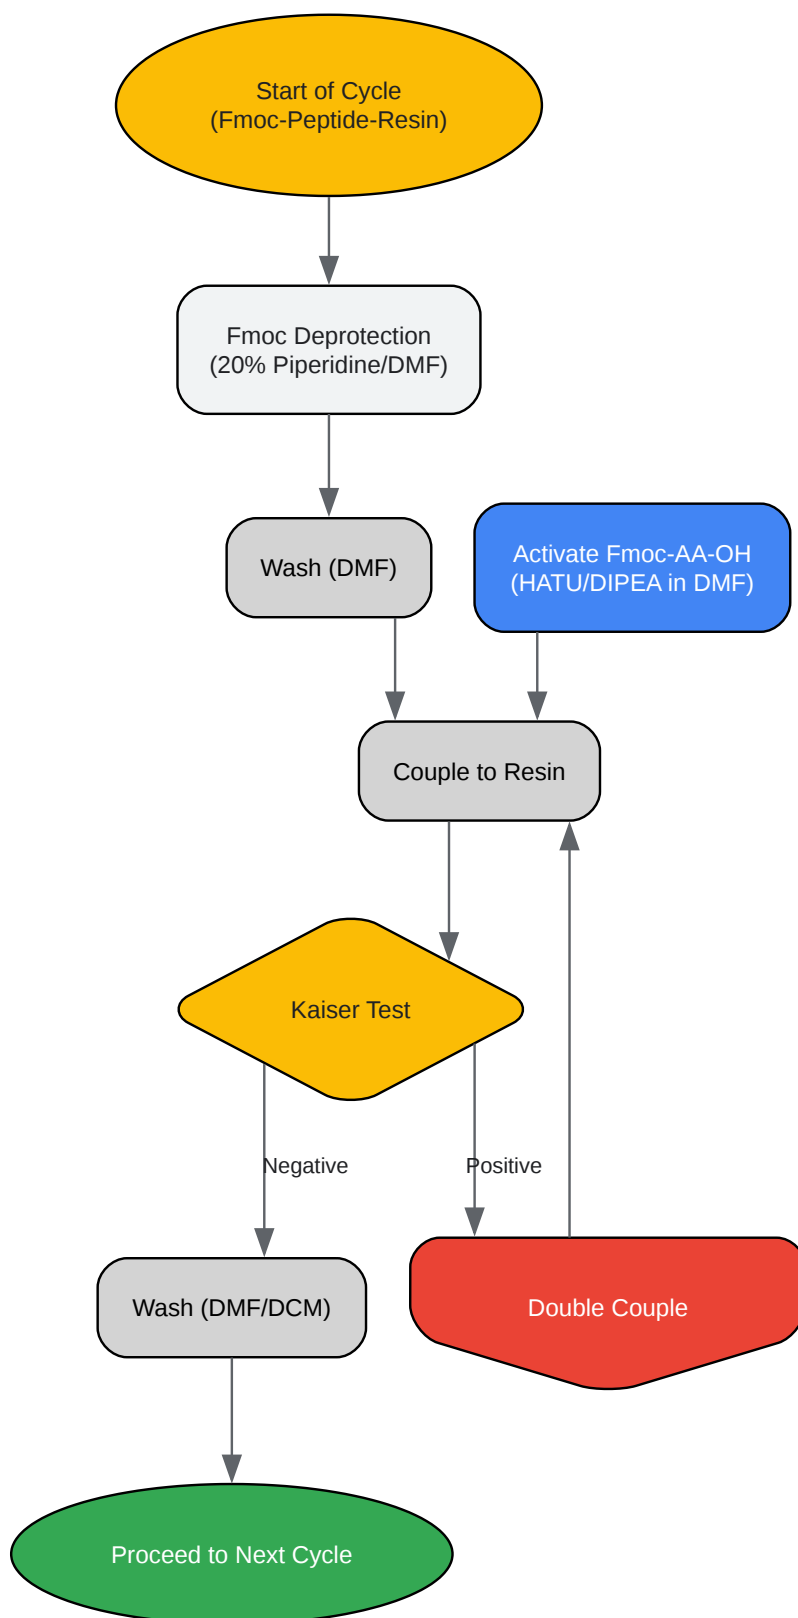 Start of Cycle
(Fmoc-Peptide-Resin)
Fmoc Deprotection
(20% Piperidine/DMF)
Wash (DMF)
Activate Fmoc-AA-OH
(HATU/DIPEA in DMF)
Couple to Resin
Kaiser Test
Negative
Positive
Wash (DMF/DCM)
Double Couple
Proceed to Next Cycle